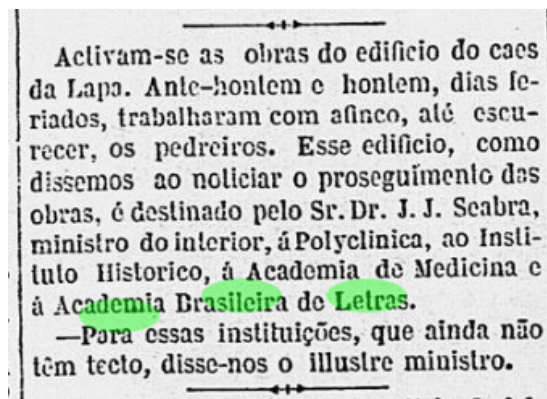 Activam-se as obras do edificio do caes
da Lapa. Ante-hontem e hontem, dias fe-
riados, trabalharam com afinco, até escu-
recer, os pedreiros. Esse edificio, como
dissemos ao noticiar o proseguimento das
obras, é destinado pelo Sr. Dr. J. J. Seabra,
ministro do interior, á Polyclinica, ao Insti-
tuto Historico, á Academia de Medicina e
á Academia Brasileira de Letras.
—Para essas instituições, que ainda não
têm tecto, disse-nos o illustre ministro.